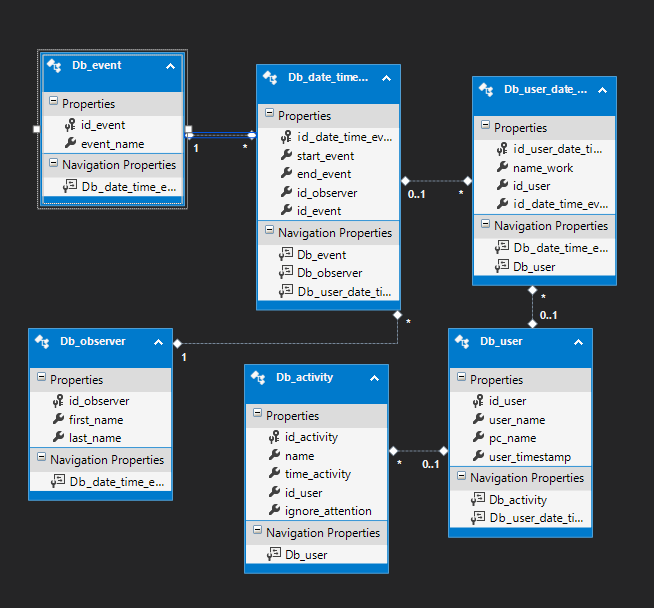 Db_event
Properties
id_event
event_name
Navigation Properties
Db_date_time_e...
1
*
Db_date_time...
Properties
id_date_time_ev...
start_event
end_event
id_observer
id_event
Navigation Properties
Db_event
Db_observer
Db_user_date_ti...
0..1
*
Db_user_date_...
Properties
id_user_date_ti...
name_work
id_user
id_date_time_ev...
Navigation Properties
Db_date_time_e...
Db_user
*
0..1
*
1
Db_observer
Properties
id_observer
first_name
last_name
Navigation Properties
Db_date_time_e...
Db_activity
Properties
id_activity
name
time_activity
id_user
ignore_attention
Navigation Properties
Db_user
*
0..1
Db_user
Properties
id_user
user_name
pc_name
user_timestamp
Navigation Properties
Db_activity
Db_user_date_ti...